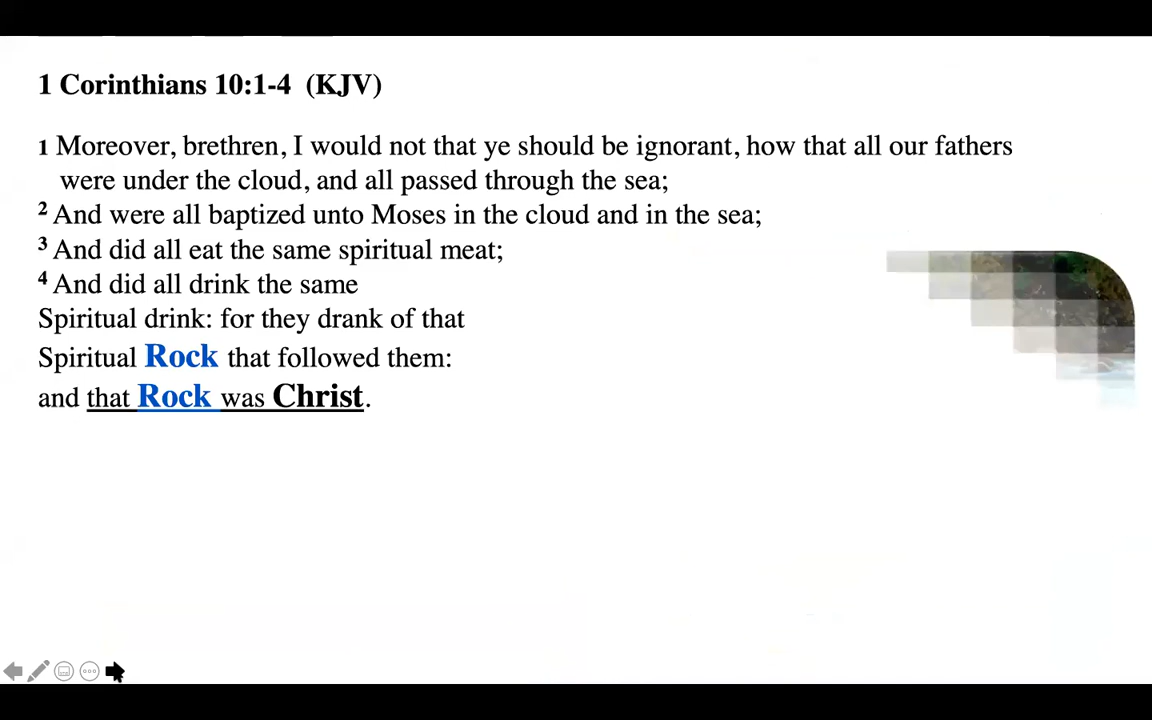 1 Corinthians 10:1-4 (KJV)
1 Moreover, brethren, I would not that ye should be ignorant, how that all our fathers
were under the cloud, and all passed through the sea;
2 And were all baptized unto Moses in the cloud and in the sea;
3 And did all eat the same spiritual meat;
4 And did all drink the same
Spiritual drink: for they drank of that
Spiritual Rock that followed them:
and that Rock was Christ.